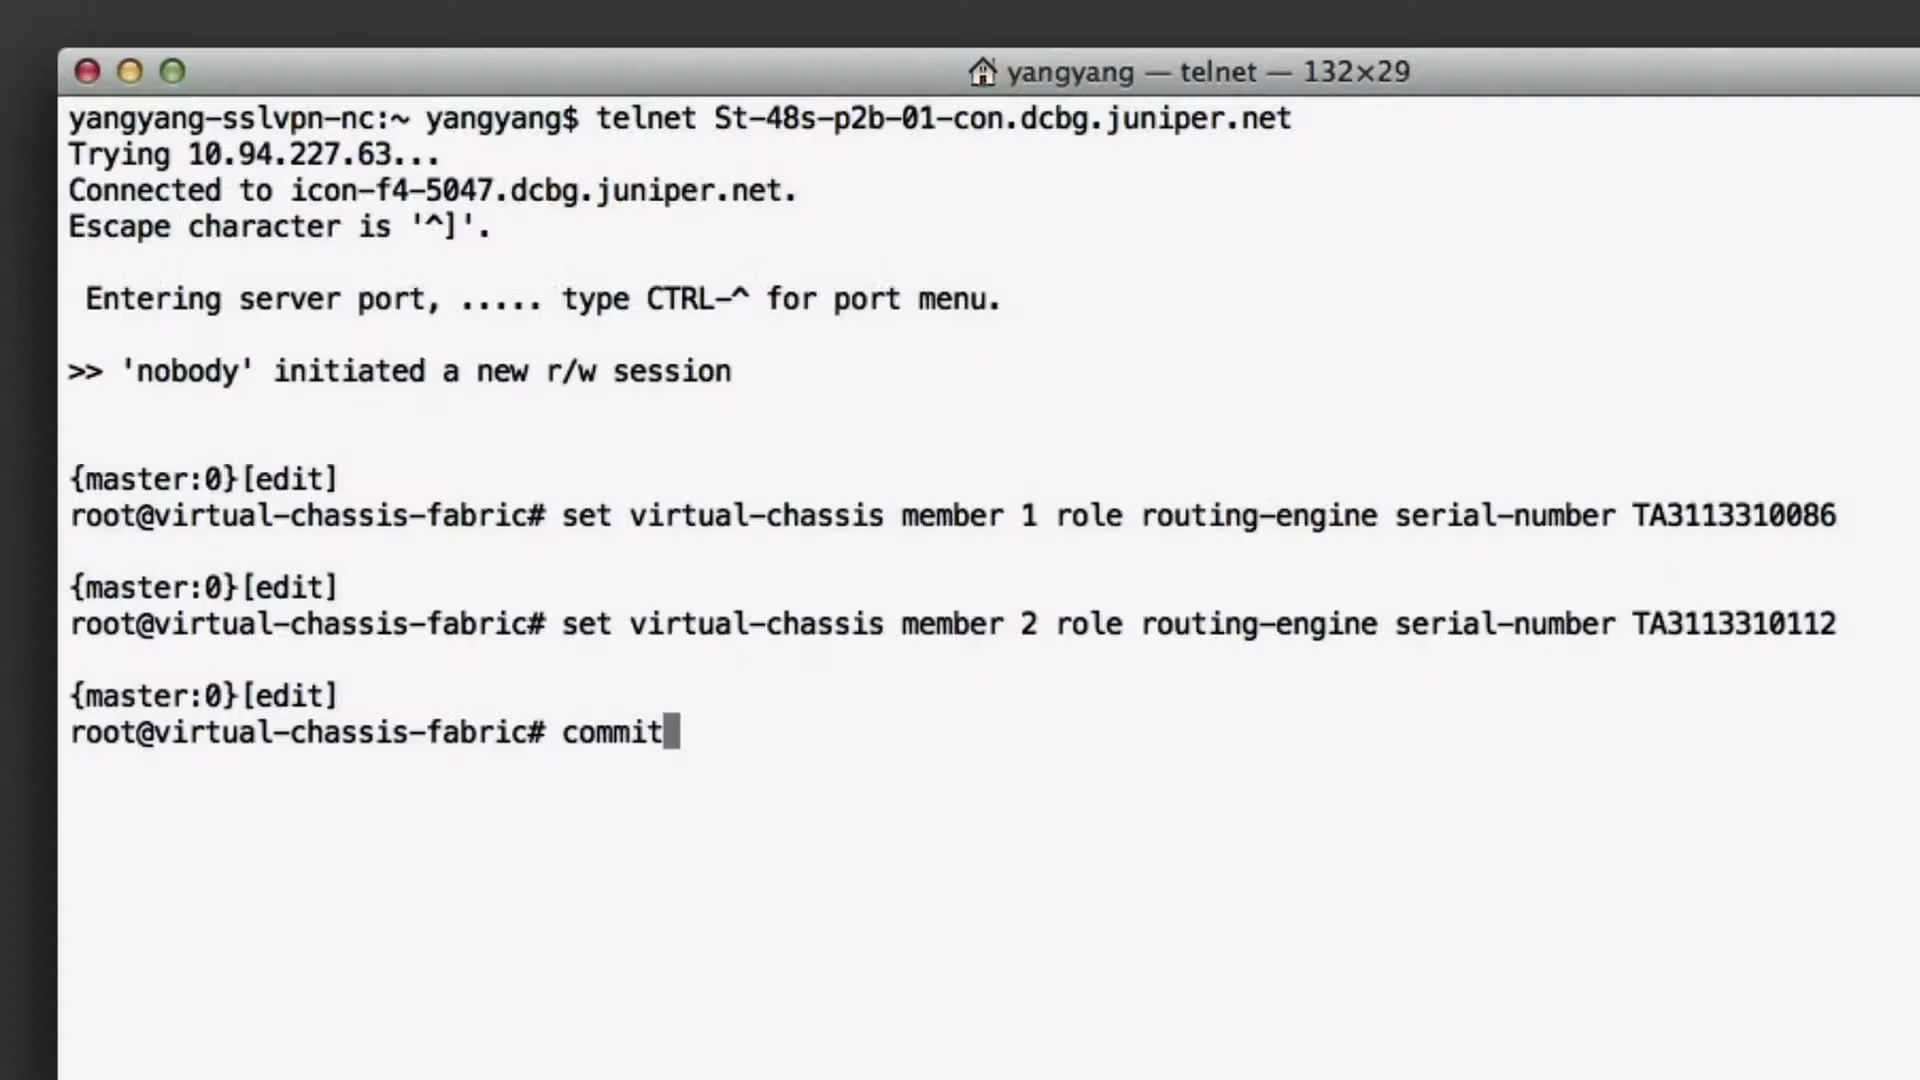 yangyang — telnet — 132×29
yangyang-sslvpn-nc:~ yangyang$ telnet St-48s-p2b-01-con.dcbg.juniper.net
Trying 10.94.227.63...
Connected to icon-f4-5047.dcbg.juniper.net.
Escape character is '^]'.
Entering server port, ..... type CTRL-^ for port menu.
>> 'nobody' initiated a new r/w session
{master:0}[edit]
root@virtual-chassis-fabric# set virtual-chassis member 1 role routing-engine serial-number TA3113310086
{master:0}[edit]
root@virtual-chassis-fabric# set virtual-chassis member 2 role routing-engine serial-number TA3113310112
{master:0}[edit]
root@virtual-chassis-fabric# commit